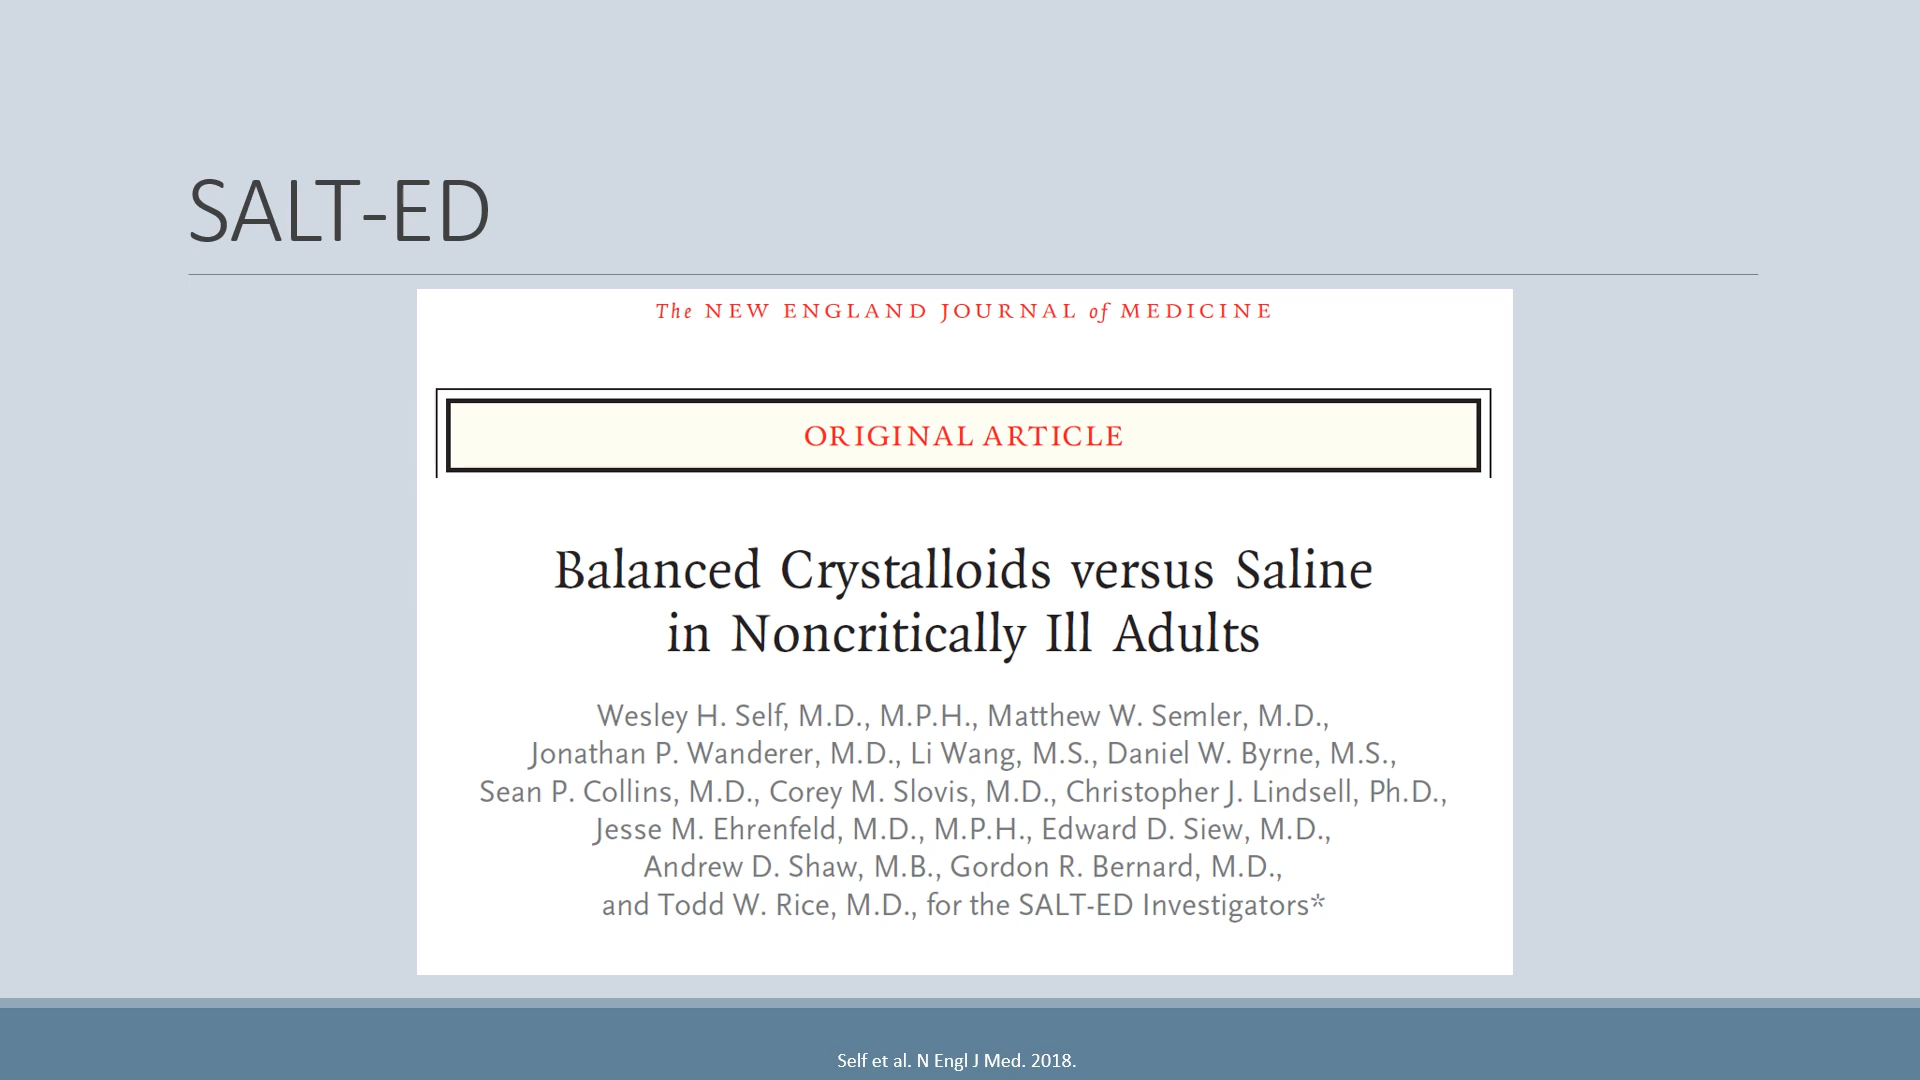 SALT-ED
The NEW ENGLAND JOURNAL of MEDICINE
ORIGINAL ARTICLE
Balanced Crystalloids versus Saline
in Noncritically Ill Adults
Wesley H. Self, M.D., M.P.H., Matthew W. Semler, M.D.,
Jonathan P. Wanderer, M.D., Li Wang, M.S., Daniel W. Byrne, M.S.,
Sean P. Collins, M.D., Corey M. Slovis, M.D., Christopher J. Lindsell, Ph.D.,
Jesse M. Ehrenfeld, M.D., M.P.H., Edward D. Siew, M.D.,
Andrew D. Shaw, M.B., Gordon R. Bernard, M.D.,
and Todd W. Rice, M.D., for the SALT-ED Investigators*
Self et al. N Engl J Med. 2018.